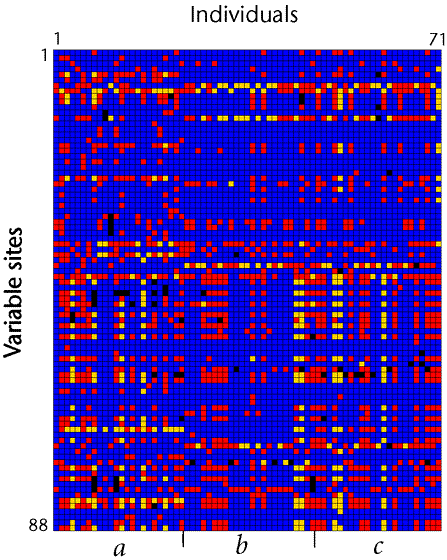 Individuals
1 71
1
Variable sites
88
a b c